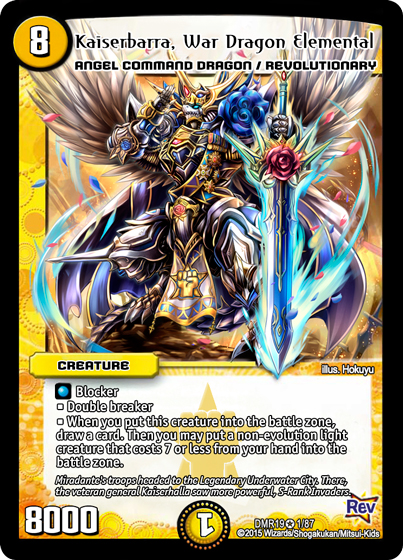 8
Kaiserbarra, War Dragon Elemental
ANGEL COMMAND DRAGON / REVOLUTIONARY
illus. Hokuyu
CREATURE
Blocker
▪ Double breaker
▪ When you put this creature into the battle zone,
draw a card. Then you may put a non-evolution light
creature that costs 7 or less from your hand into the
battle zone.
Miradante's troops headed to the Legendary Underwater City. There,
the veteran general Kaiserhalla saw more powerful, S-Rank Invaders.
Rev
8000
1
DMR19 1/87
©2015 Wizards/Shogakukan/Mitsui-Kids